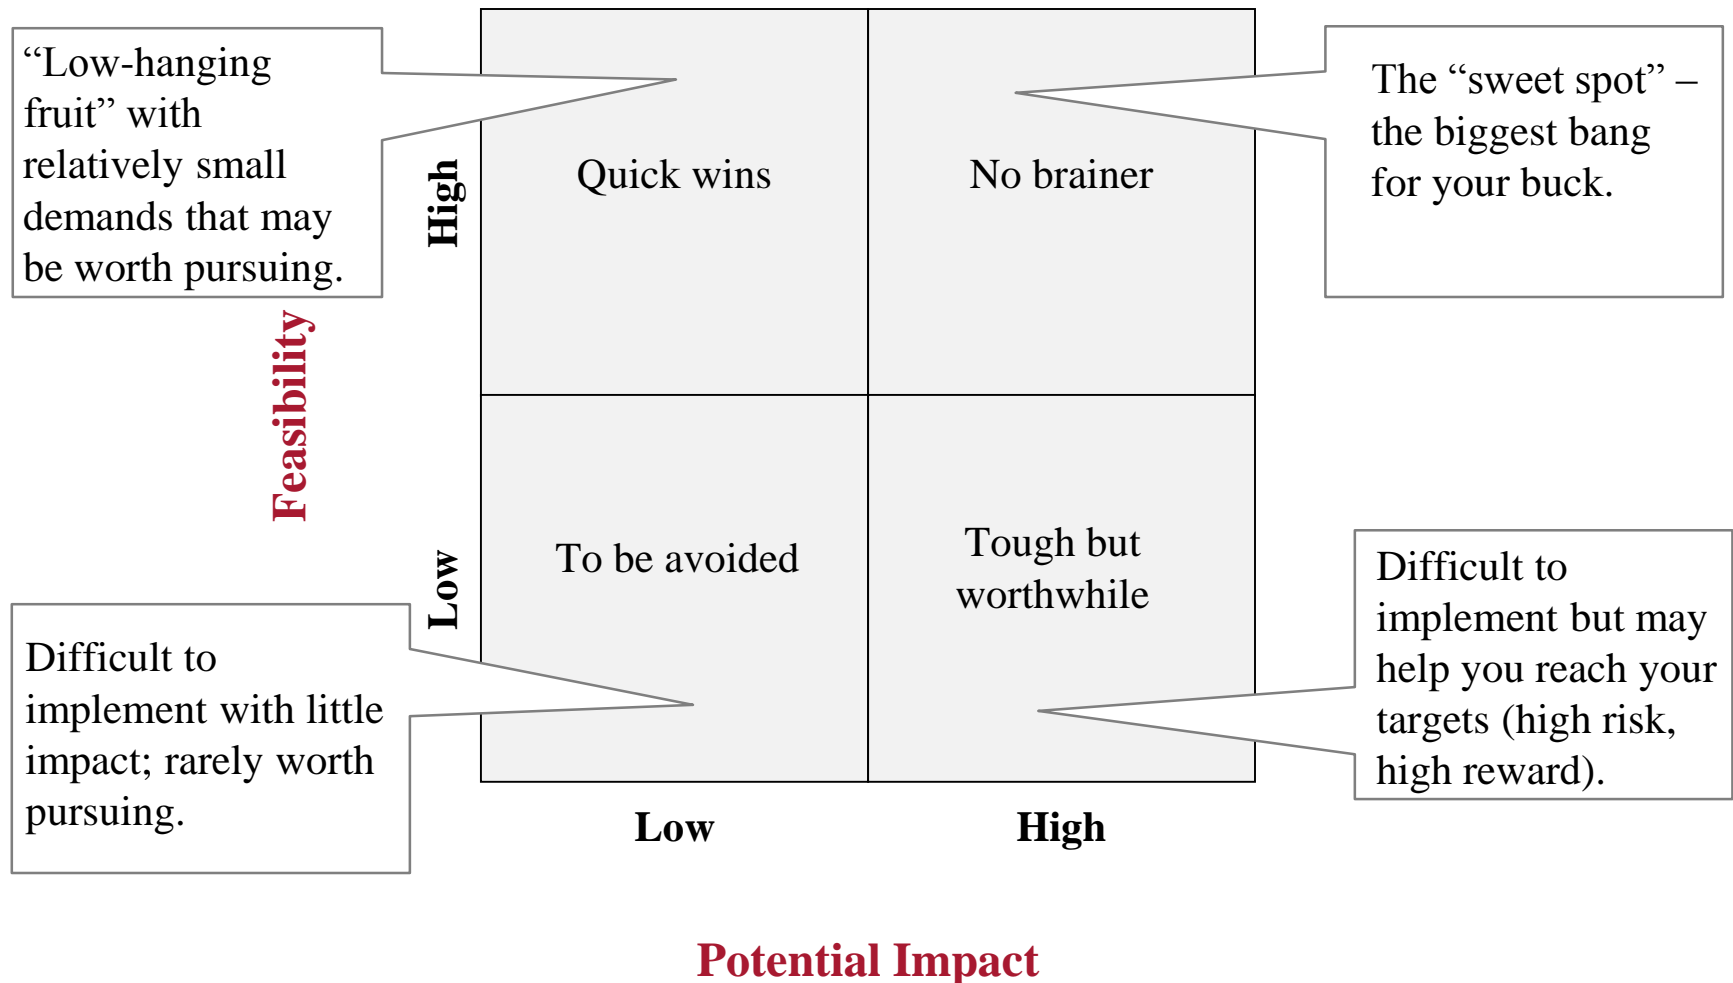 “Low-hanging
fruit” with
relatively small
demands that may
be worth pursuing.
High
Quick wins
No brainer
The “sweet spot” –
the biggest bang
for your buck.
Feasibility
Low
To be avoided
Tough but
worthwhile
Difficult to
implement with little
impact; rarely worth
pursuing.
Difficult to
implement but may
help you reach your
targets (high risk,
high reward).
Low
High
Potential Impact